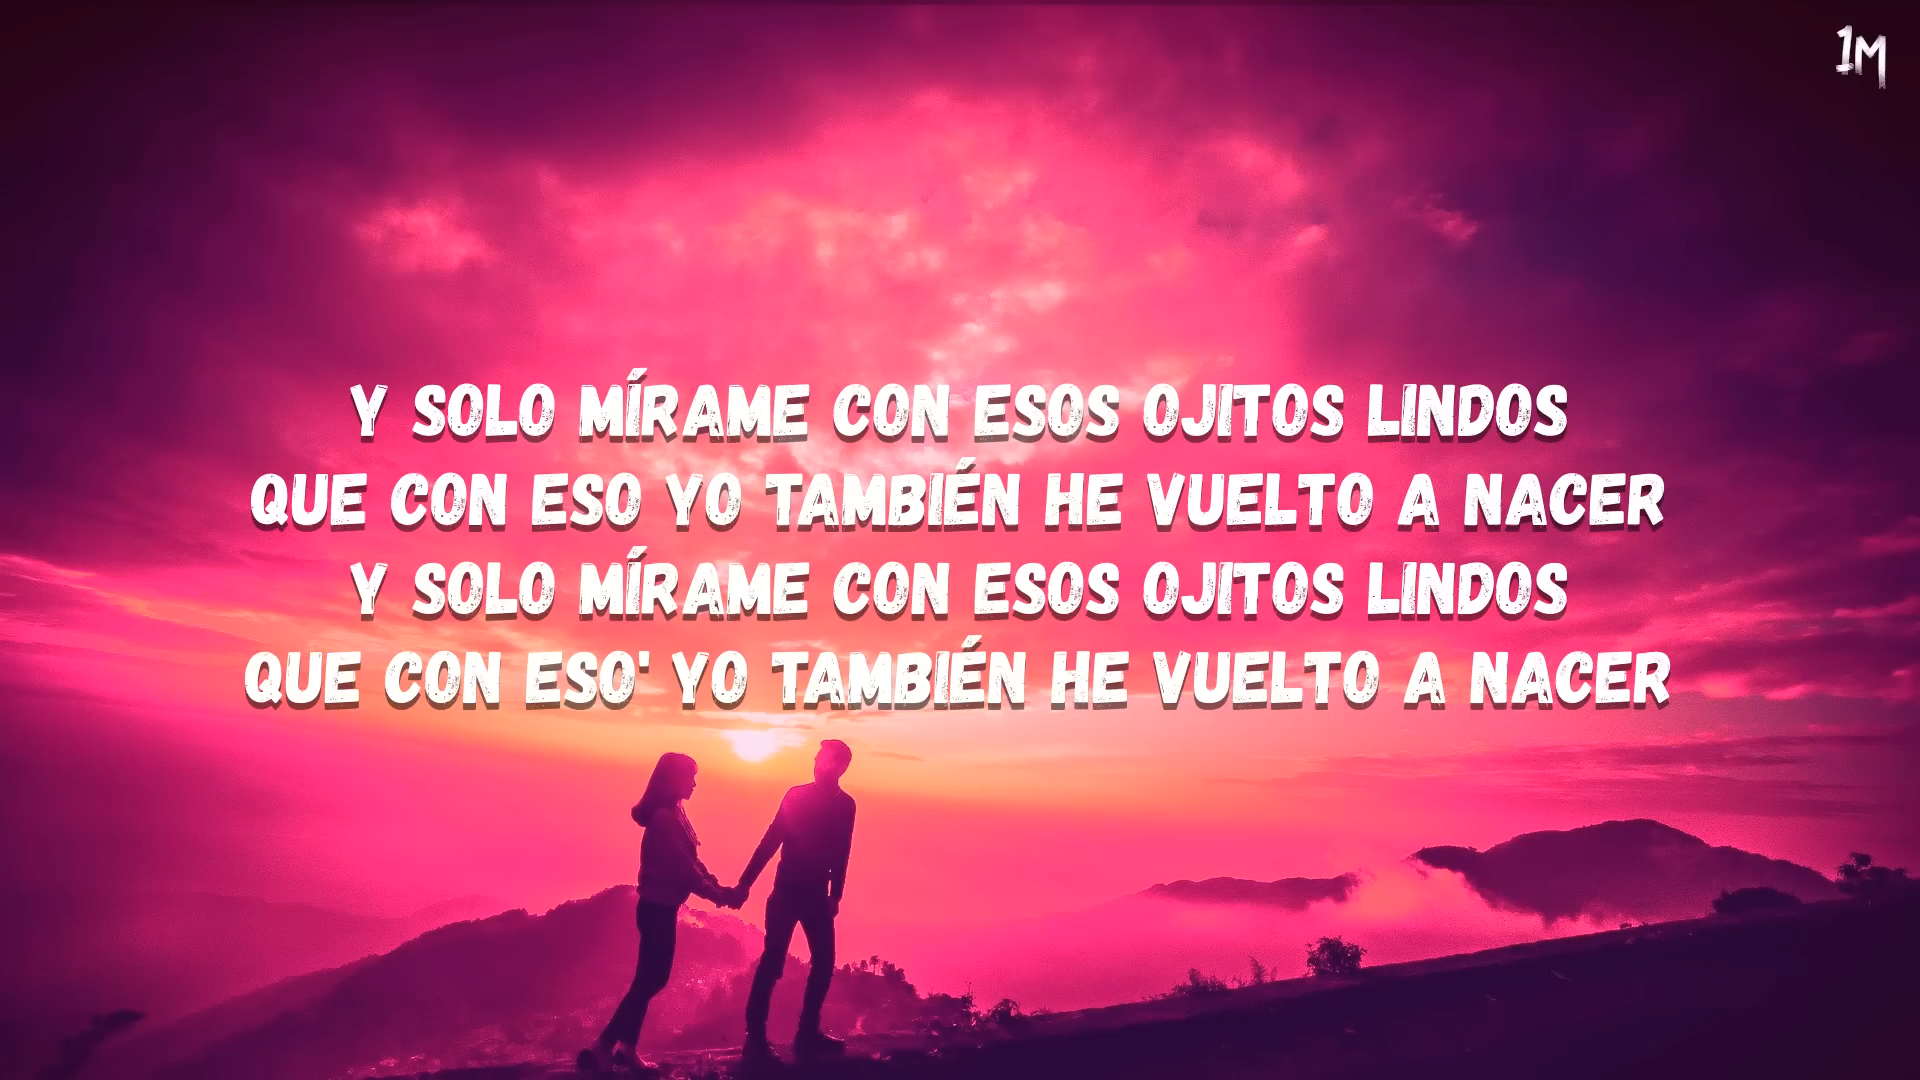 1M
Y SOLO MÍRAME CON ESOS OJITOS LINDOS
QUE CON ESO YO TAMBIÉN HE VUELTO A NACER
Y SOLO MÍRAME CON ESOS OJITOS LINDOS
QUE CON ESO' YO TAMBIÉN HE VUELTO A NACER